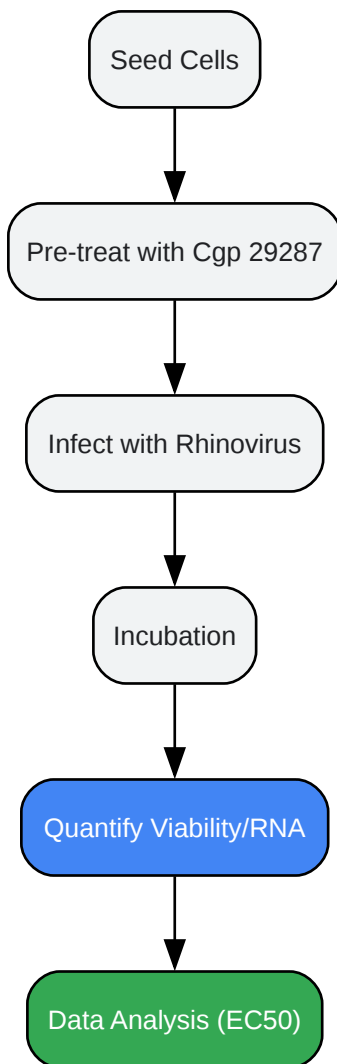 Seed Cells
Pre-treat with Cgp 29287
Infect with Rhinovirus
Incubation
Quantify Viability/RNA
Data Analysis (EC50)